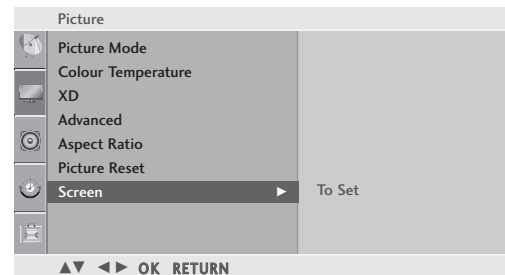 Picture
Picture Mode
Colour Temperature
XD
Advanced
Aspect Ratio
Picture Reset
Screen ► To Set
▲▼ ◄► OK RETURN